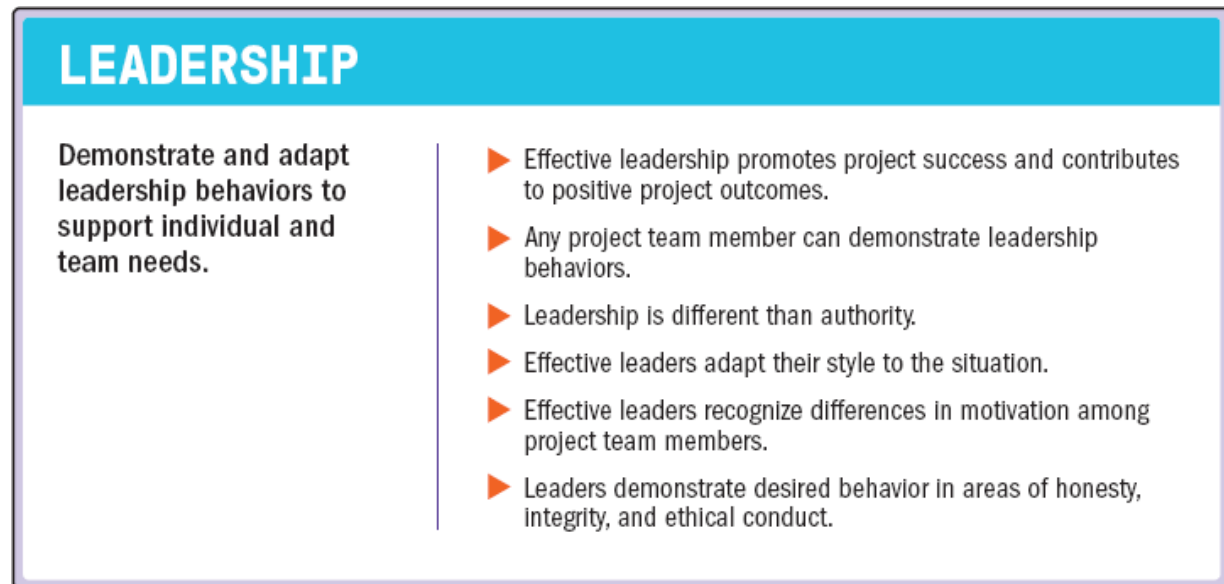 LEADERSHIP
Demonstrate and adapt
leadership behaviors to
support individual and
team needs.
Effective leadership promotes project success and contributes
to positive project outcomes.
Any project team member can demonstrate leadership
behaviors.
Leadership is different than authority.
Effective leaders adapt their style to the situation.
Effective leaders recognize differences in motivation among
project team members.
Leaders demonstrate desired behavior in areas of honesty,
integrity, and ethical conduct.